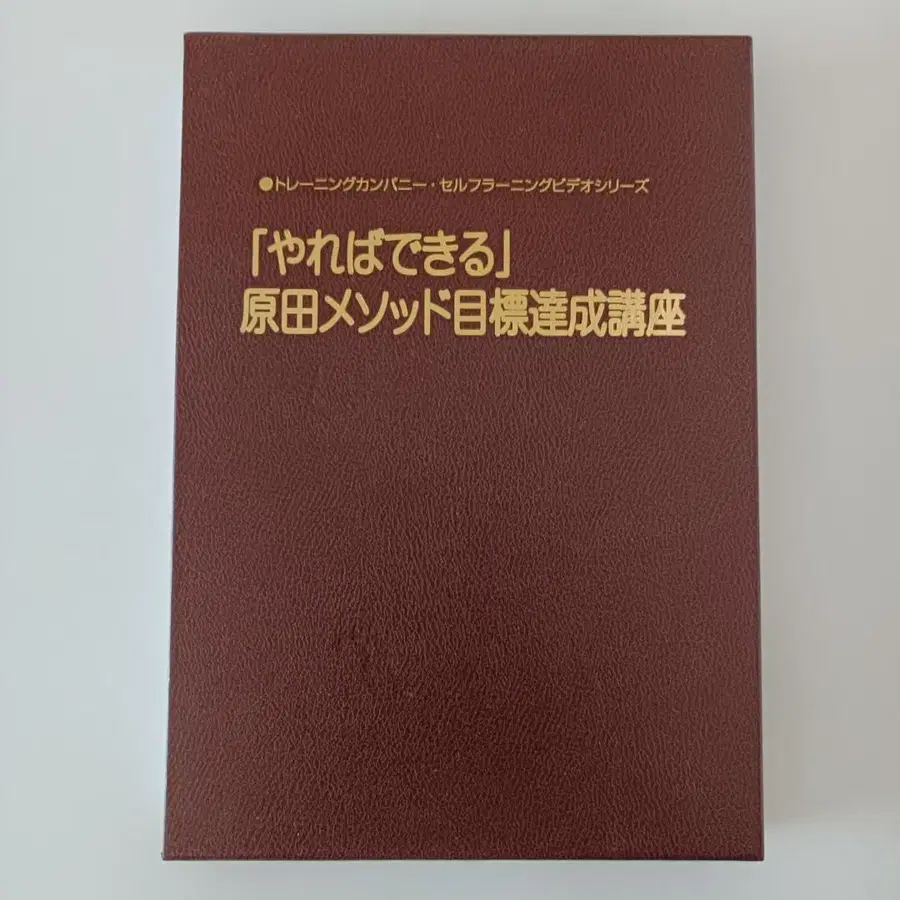 ●トレーニングカンパニー・セルフラーニングビデオシリーズ
「やればできる」
原田メソッド目標達成講座